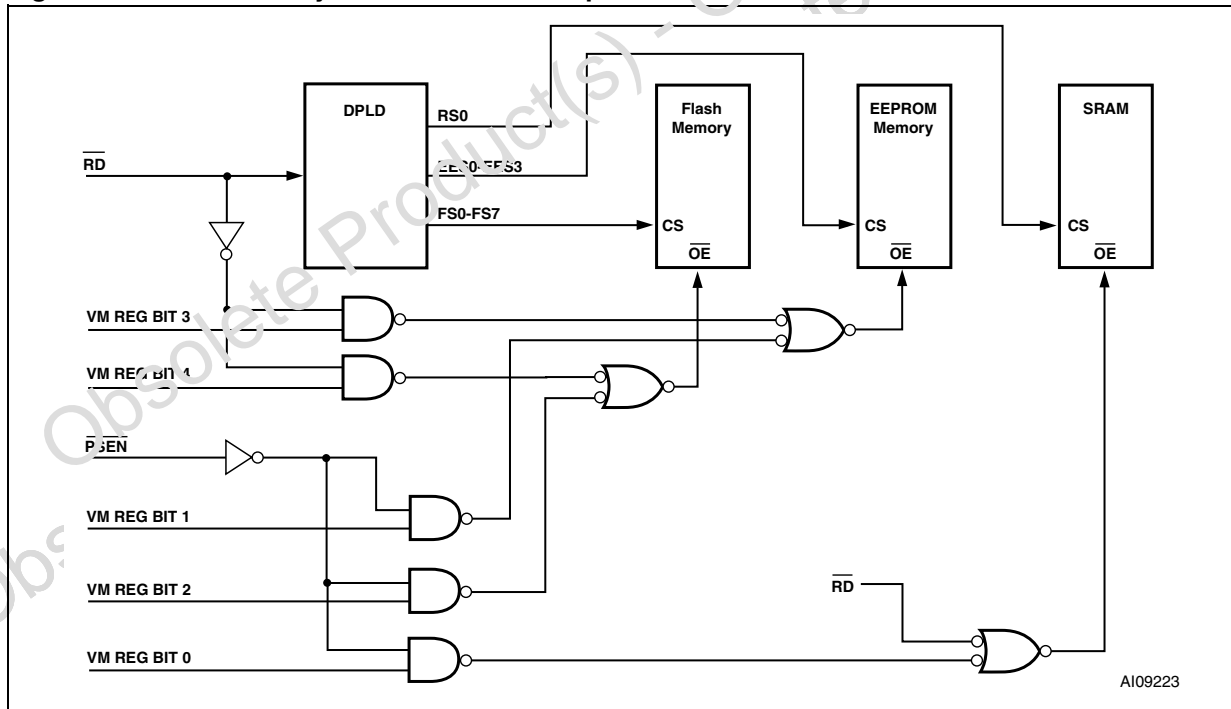 DPLD
RS0
EES0-EES3
FS0-FS7
Flash
Memory
CS
OE
EEPROM
Memory
CS
OE
SRAM
CS
OE
RD
VM REG BIT 3
VM REG BIT 4
PSEN
VM REG BIT 1
VM REG BIT 2
VM REG BIT 0
RD
AI09223
Obsolete Product(s) -